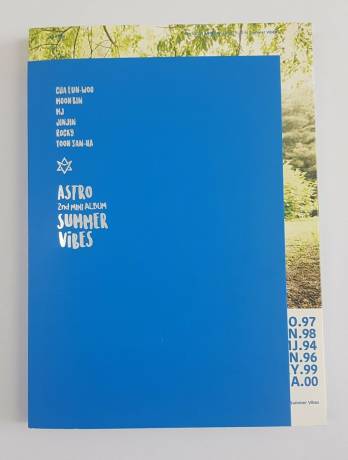 CHA EUN-WOO
MOON BIN
MJ
JINJIN
ROCKY
YOON SAN-HA
ASTRO
2nd MINI ALBUM
SUMMER
ViBES
O.97
N.98
MJ.94
N.96
Y.99
A.00
Summer Vibes